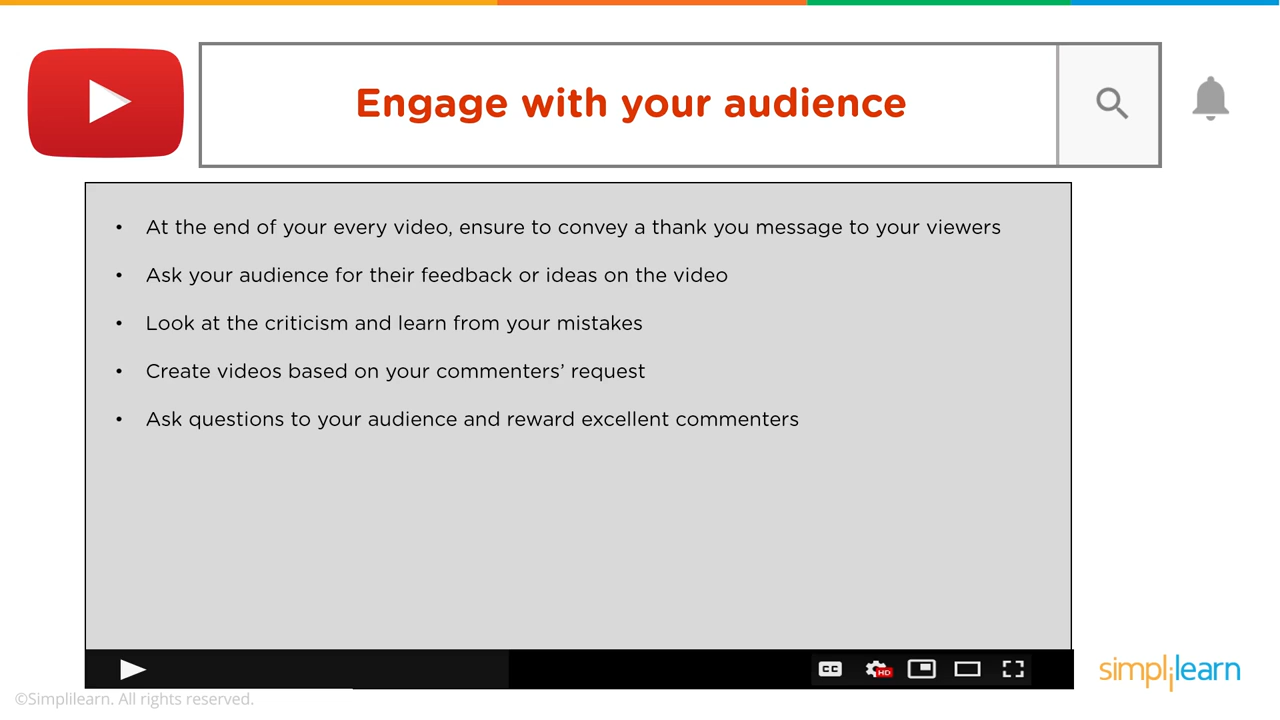 Engage with your audience
• At the end of your every video, ensure to convey a thank you message to your viewers
• Ask your audience for their feedback or ideas on the video
• Look at the criticism and learn from your mistakes
• Create videos based on your commenters’ request
• Ask questions to your audience and reward excellent commenters
CC
HD
simplilearn
©Simplilearn. All rights reserved.